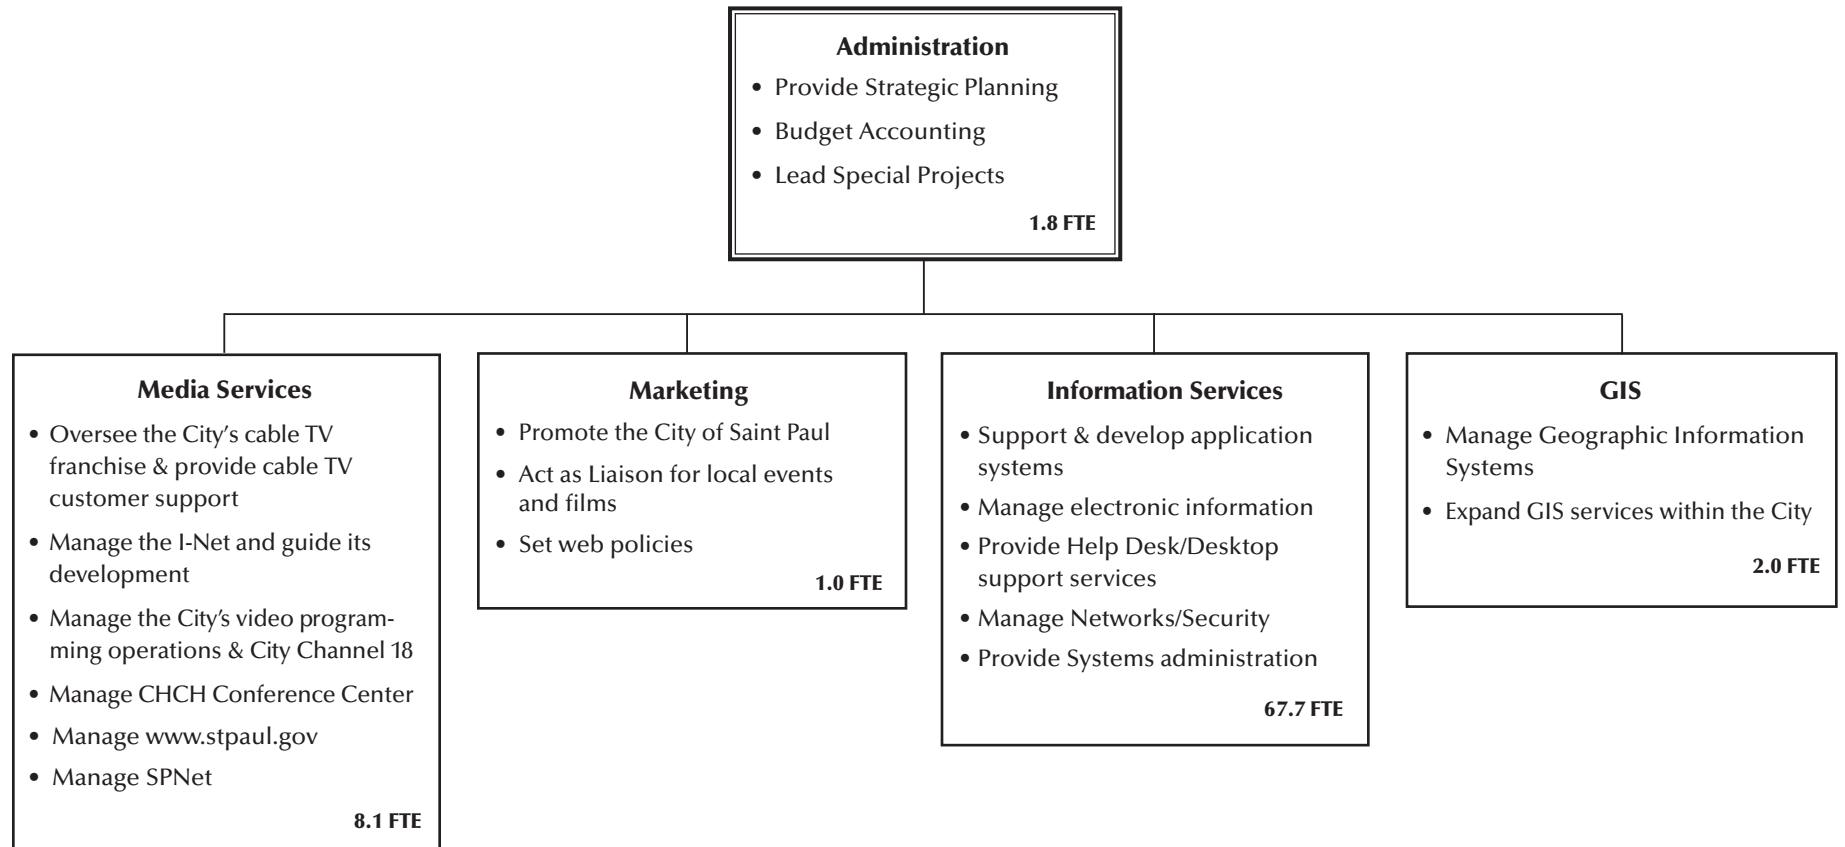 Administration
• Provide Strategic Planning
• Budget Accounting
• Lead Special Projects
1.8 FTE
Media Services
• Oversee the City's cable TV
franchise & provide cable TV
customer support
• Manage the I-Net and guide its
development
• Manage the City's video program-
ming operations & City Channel 18
• Manage CHCH Conference Center
• Manage www.stpaul.gov
• Manage SPNet
8.1 FTE
Marketing
• Promote the City of Saint Paul
• Act as Liaison for local events
and films
• Set web policies
1.0 FTE
Information Services
• Support & develop application
systems
• Manage electronic information
• Provide Help Desk/Desktop
support services
• Manage Networks/Security
• Provide Systems administration
67.7 FTE
GIS
• Manage Geographic Information
Systems
• Expand GIS services within the City
2.0 FTE